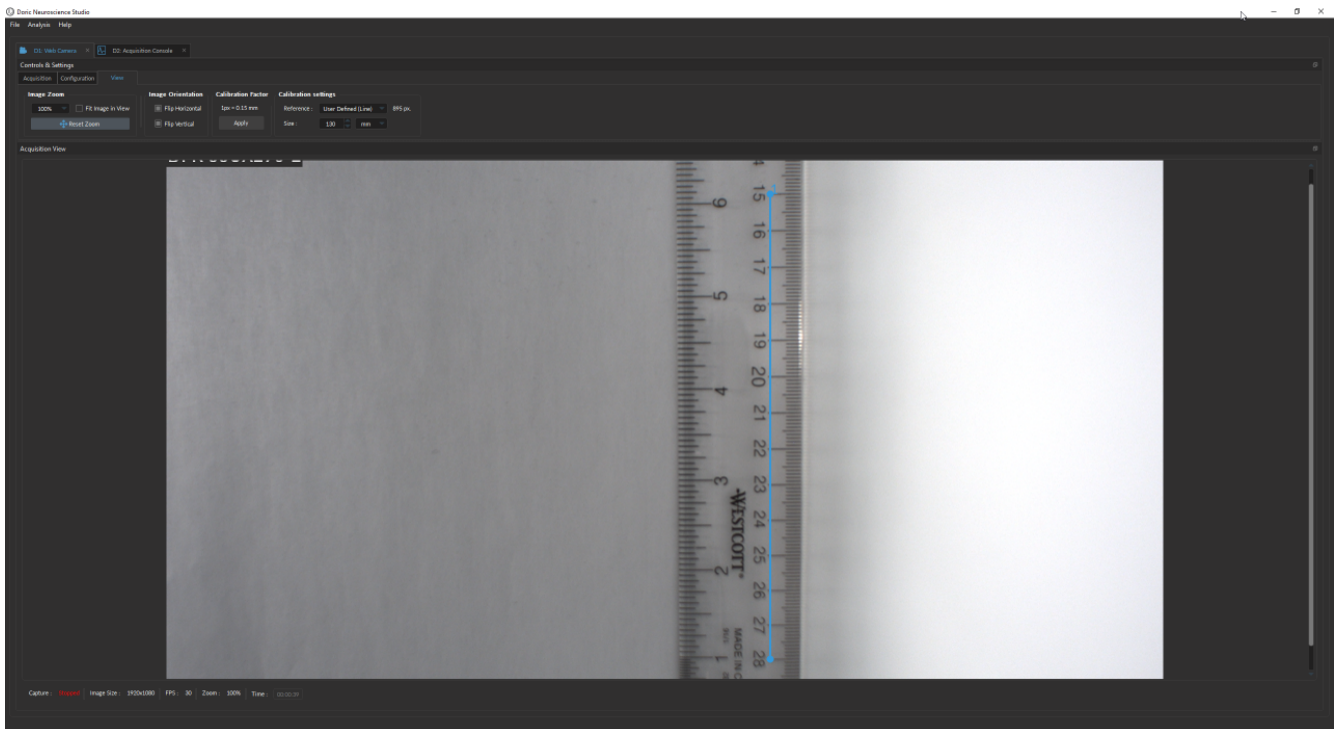 Doric Neuroscience Studio
File Analysis Help
D1: Web Camera × D2: Acquisition Console ×
Controls & Settings
Acquisition Configuration View
Image Zoom Image Orientation Calibration Factor Calibration settings
100% Fit Image in View Flip Horizontal 1px = 0.15 mm Reference : User Defined (Line) 895 px.
Reset Zoom Flip Vertical Apply Size : 130 mm
Acquisition View
6 5 4 3 2 1
15 16 17 18 19 20 21 22 23 24 25 26 27 28
WESTCOTT®
MADE IN
Capture : Stopped Image Size : 1920x1080 FPS : 30 Zoom : 100% Time :